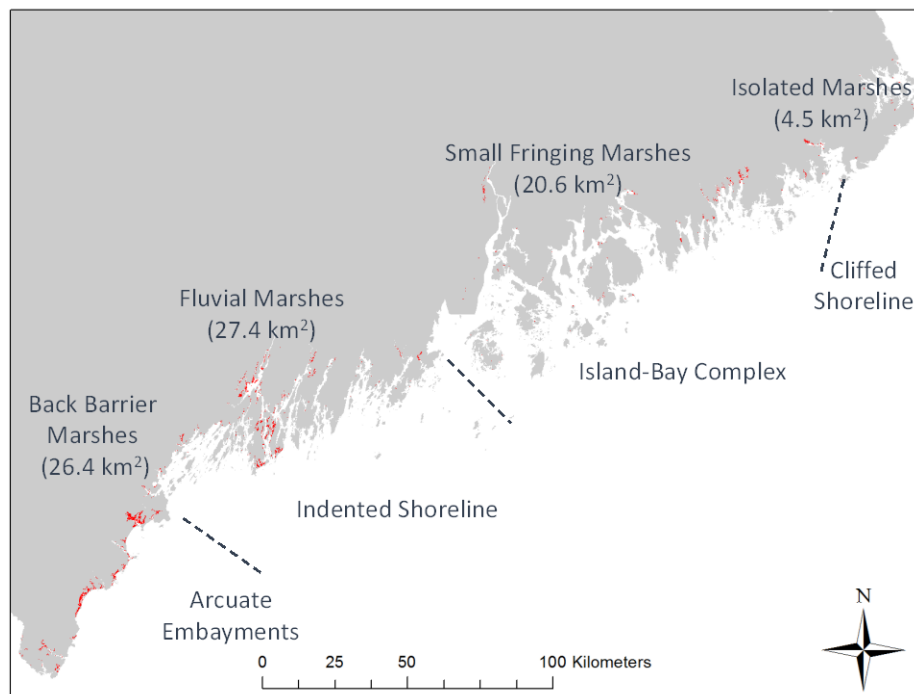 Isolated Marshes
(4.5 km²)
Small Fringing Marshes
(20.6 km²)
Cliffed
Shoreline
Fluvial Marshes
(27.4 km²)
Island-Bay Complex
Back Barrier
Marshes
(26.4 km²)
Indented Shoreline
Arcuate
Embayments
N
0 25 50 100 Kilometers